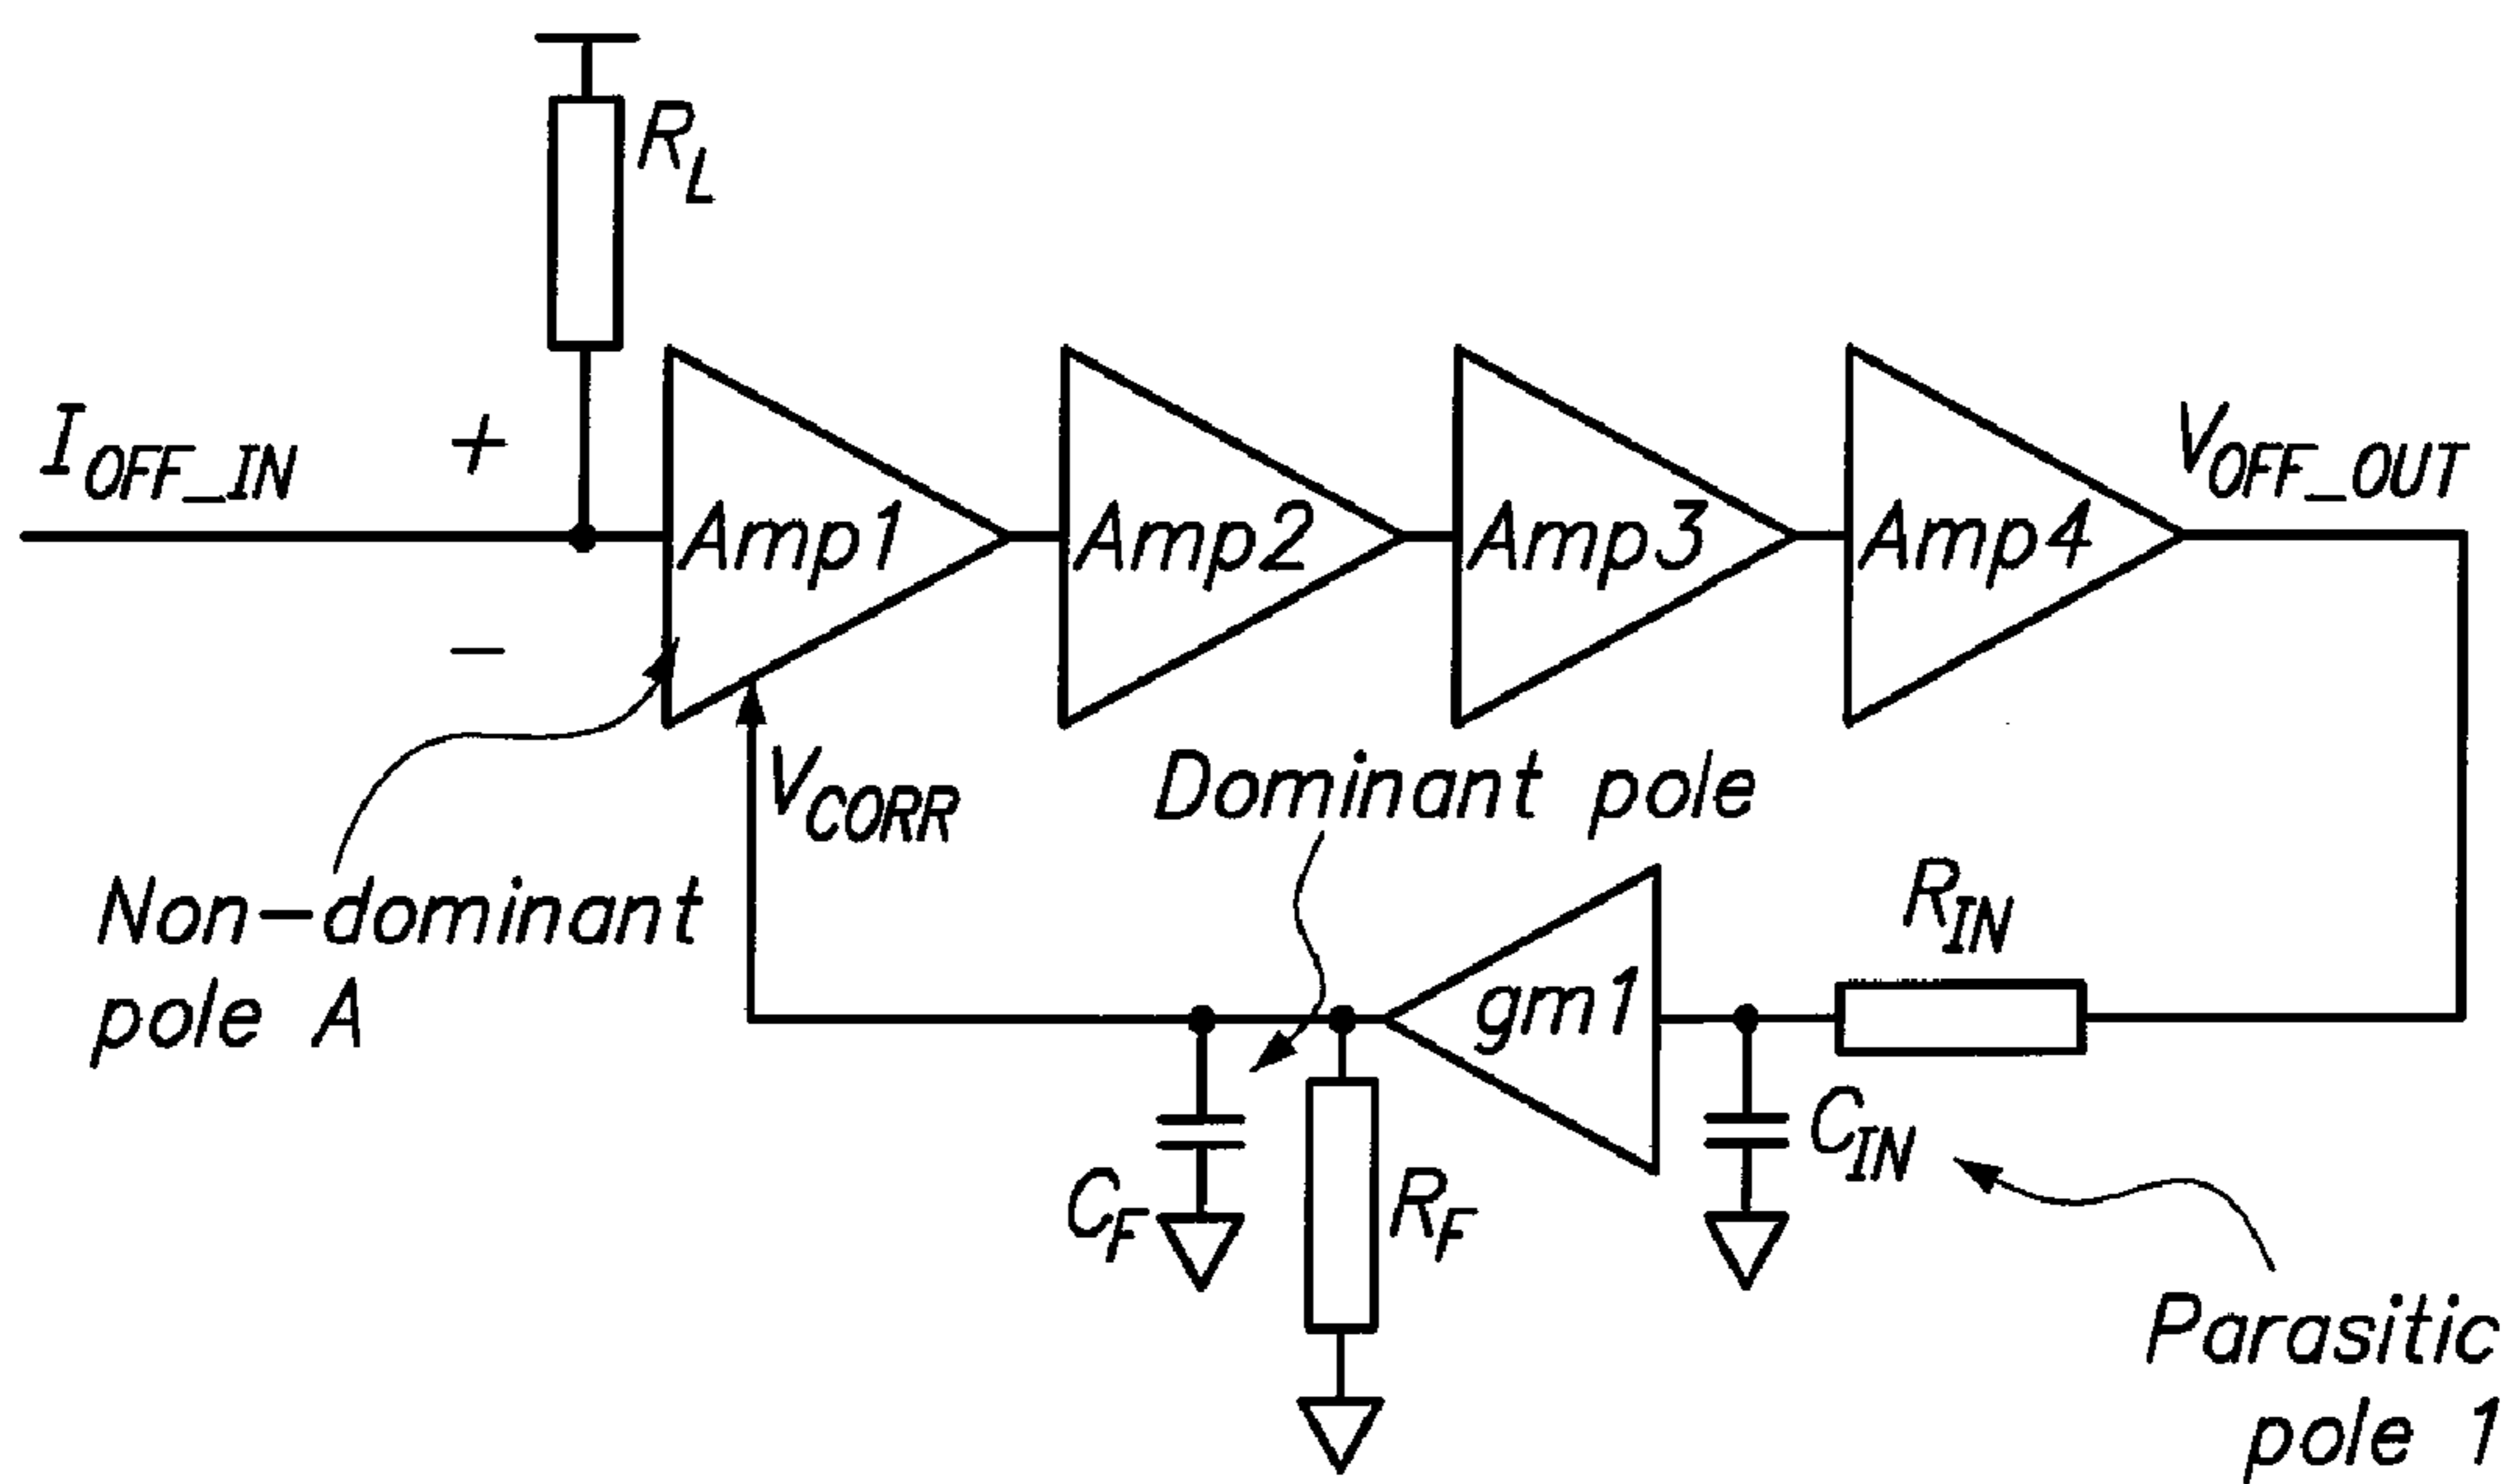 R_L
I_OFF_IN
+
−
Amp1
Amp2
Amp3
Amp4
V_OFF_OUT
V_CORR
Dominant pole
Non-dominant
pole A
gm1
R_IN
C_IN
C_F
R_F
Parasitic
pole 1